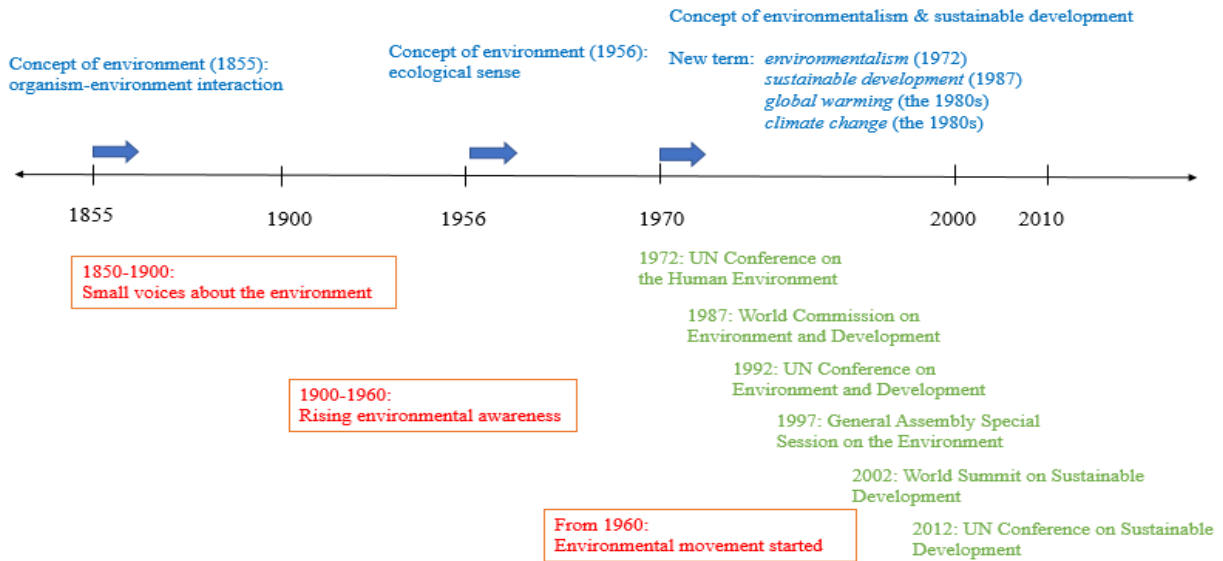 Concept of environmentalism & sustainable development
Concept of environment (1855):
organism-environment interaction
Concept of environment (1956):
ecological sense
New term: environmentalism (1972)
sustainable development (1987)
global warming (the 1980s)
climate change (the 1980s)
1855
1900
1956
1970
2000
2010
1850-1900:
Small voices about the environment
1900-1960:
Rising environmental awareness
From 1960:
Environmental movement started
1972: UN Conference on
the Human Environment
1987: World Commission on
Environment and Development
1992: UN Conference on
Environment and Development
1997: General Assembly Special
Session on the Environment
2002: World Summit on Sustainable
Development
2012: UN Conference on Sustainable
Development